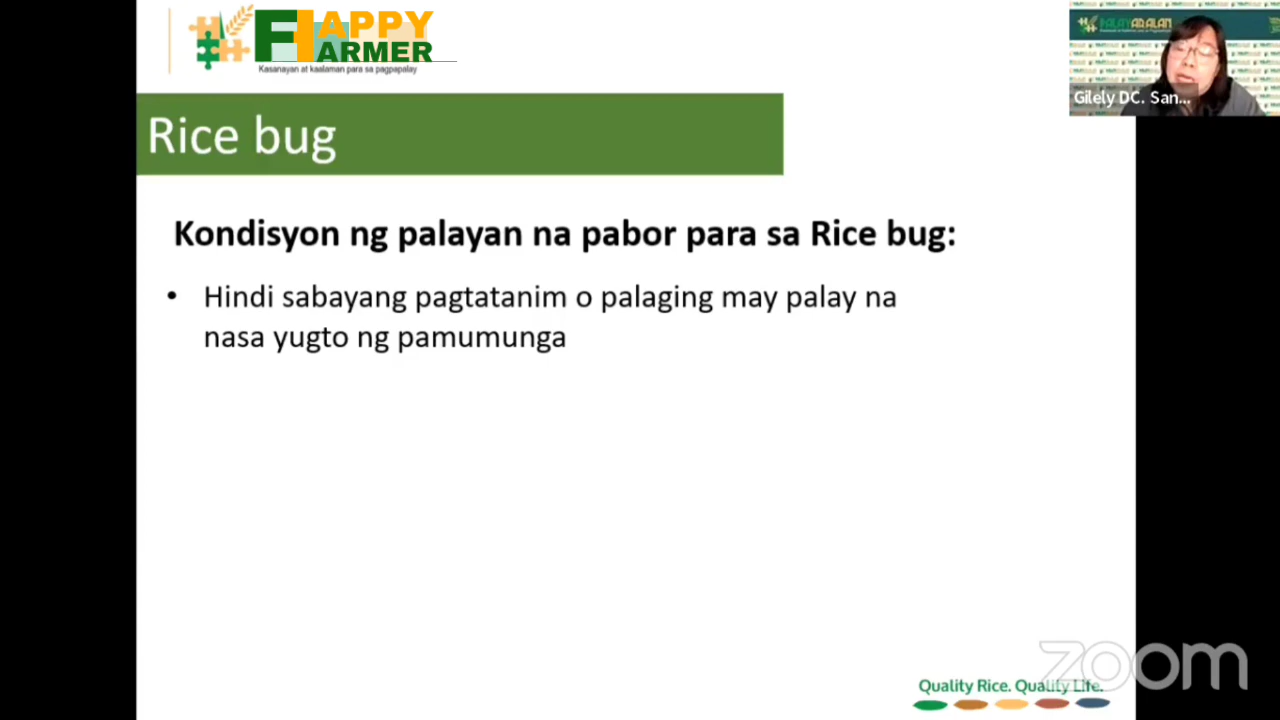 HAPPY
FARMER
Kasanayan at kaalaman para sa pagpapalay
PALAYARALAN
Gilely DC. San...
Rice bug
Kondisyon ng palayan na pabor para sa Rice bug:
• Hindi sabayang pagtatanim o palaging may palay na
nasa yugto ng pamumunga
zoom
Quality Rice. Quality Life.